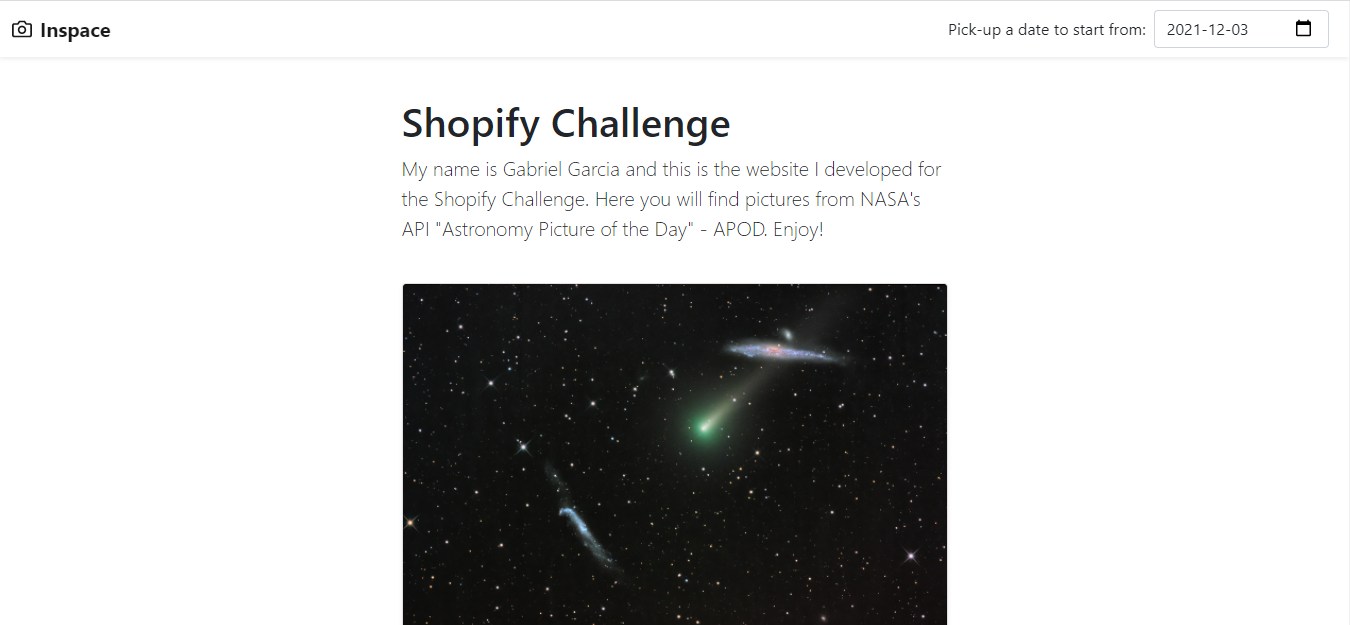 Inspace
Pick-up a date to start from: 2021-12-03
Shopify Challenge
My name is Gabriel Garcia and this is the website I developed for
the Shopify Challenge. Here you will find pictures from NASA's
API "Astronomy Picture of the Day" - APOD. Enjoy!